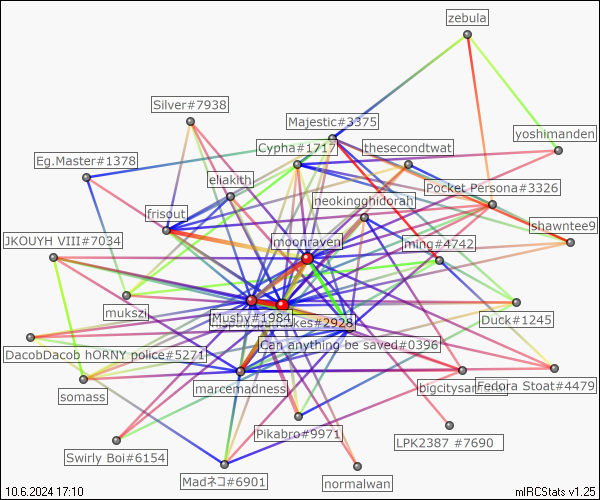 zebula
Silver#7938
Majestic#3375
yoshimanden
Cypha#1717
thesecondtwat
Eg.Master#1378
eliakith
Pocket Persona#3326
neokingghidorah
frisout
shawntee9
JKOUYH VIII#7034
moonraven
ming#4742
mukszi
Mushy#1984
kes#2928
Duck#1245
Can anything be saved#0396
DacobDacob hORNY police#5271
somass
marcemadness
Fedora Stoat#4479
Pikabro#9971
LPK2387 #7690
Swirly Boi#6154
Madネコ#6901
normalwan
10.6.2024 17:10
mIRCStats v1.25